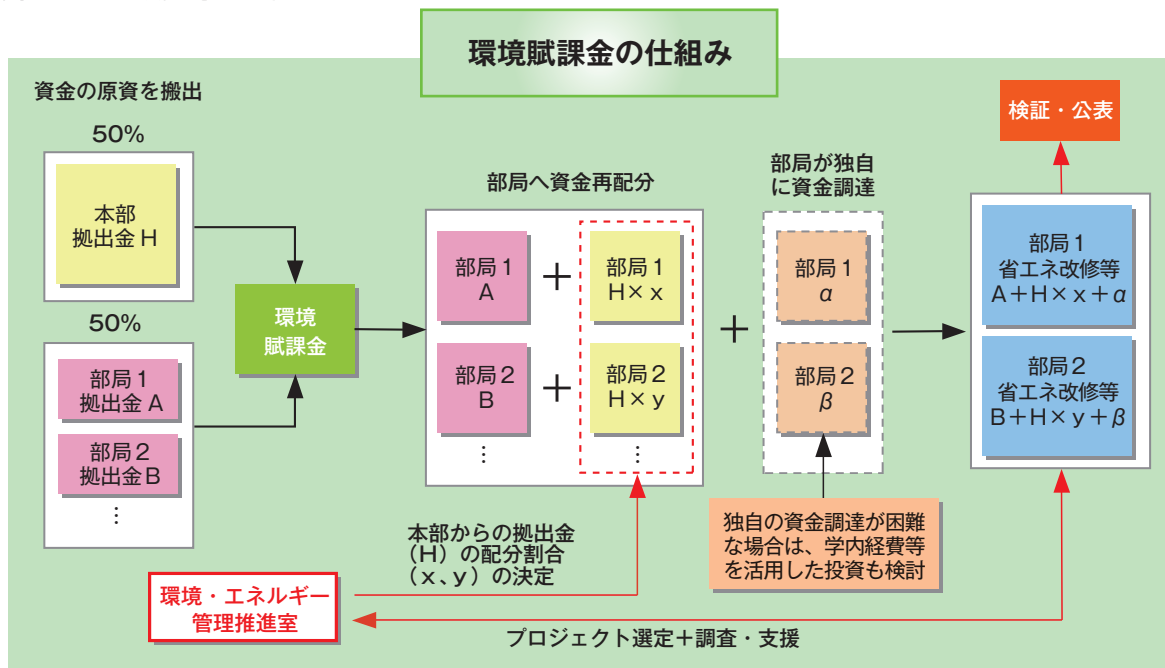 環境賦課金の仕組み
資金の原資を搬出
50%
本部
拠出金 H
50%
部局 1
拠出金 A
部局 2
拠出金 B
⋮
環境
賦課金
部局へ資金再配分
部局 1
A
+
部局 1
H× x
部局 2
B
+
部局 2
H× y
⋮
⋮
+
部局が独自
に資金調達
部局 1
α
部局 2
β
検証・公表
部局 1
省エネ改修等
A+H× x+α
部局 2
省エネ改修等
B+H× y+β
本部からの拠出金
(H)の配分割合
(x、y)の決定
独自の資金調達が困難
な場合は、学内経費等
を活用した投資も検討
環境・エネルギー
管理推進室
プロジェクト選定+調査・支援